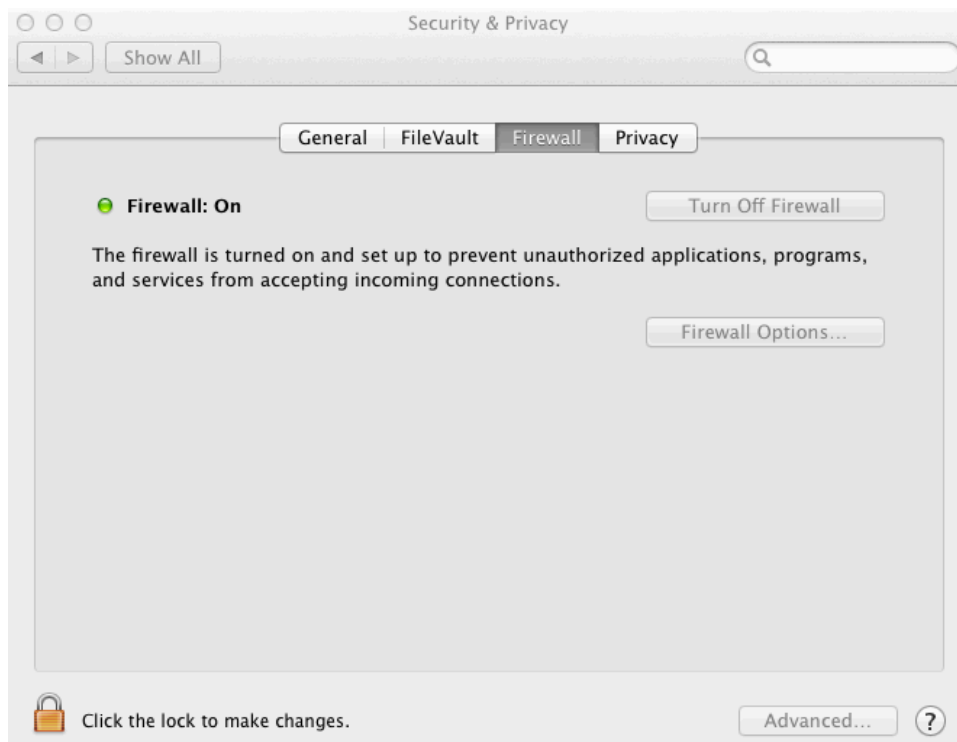 Security & Privacy
Show All
General FileVault Firewall Privacy
Firewall: On Turn Off Firewall
The firewall is turned on and set up to prevent unauthorized applications, programs,
and services from accepting incoming connections.
Firewall Options...
Click the lock to make changes. Advanced... ?